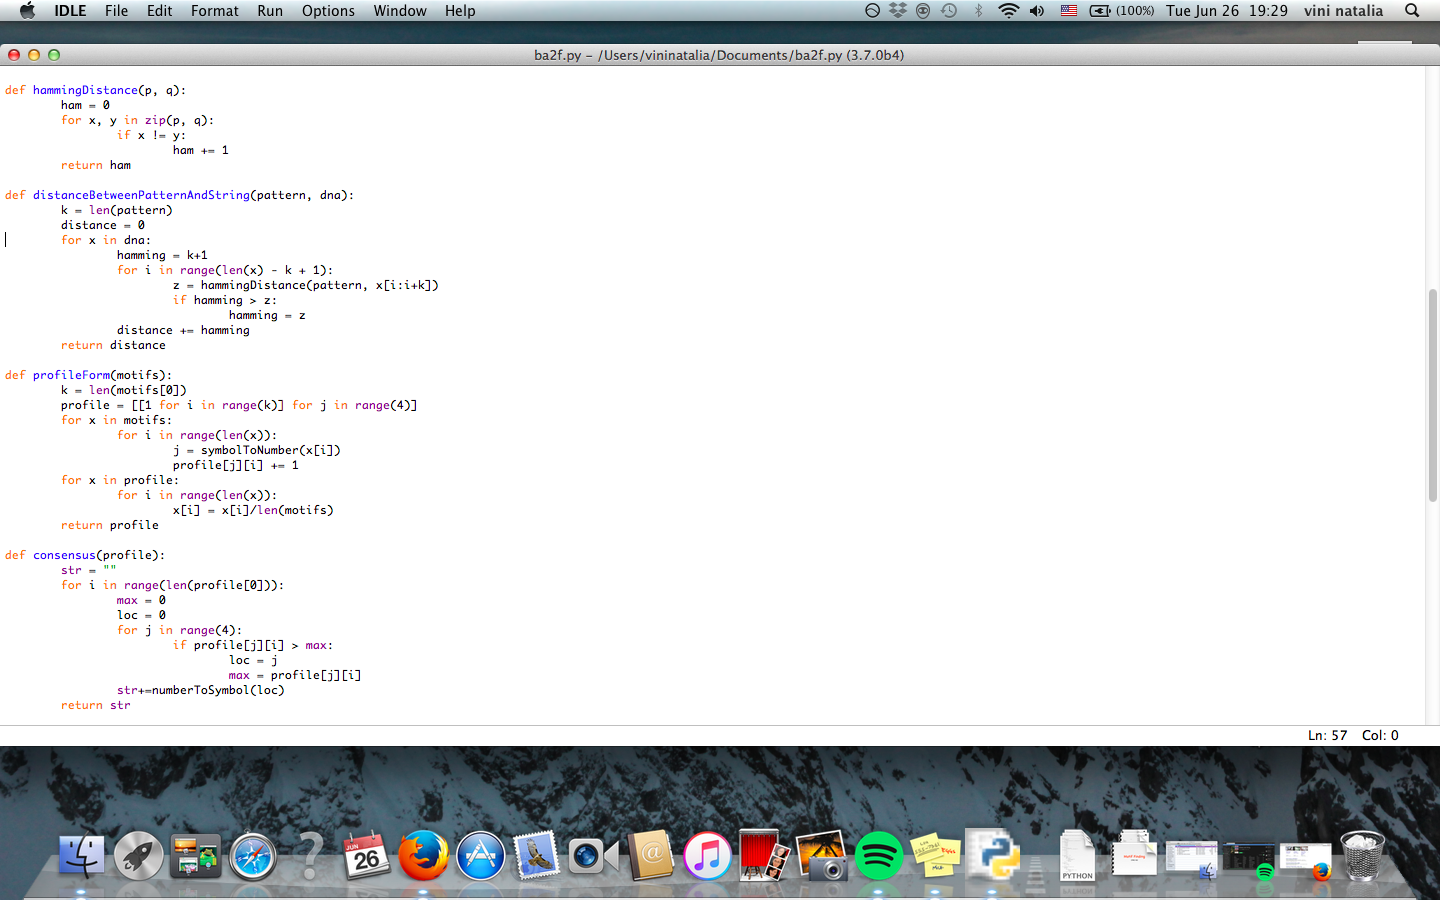 IDLE File Edit Format Run Options Window Help (100%) Tue Jun 26 19:29 vini natalia
ba2f.py – /Users/vininatalia/Documents/ba2f.py (3.7.0b4)
def hammingDistance(p, q):
ham = 0
for x, y in zip(p, q):
if x != y:
ham += 1
return ham
def distanceBetweenPatternAndString(pattern, dna):
k = len(pattern)
distance = 0
for x in dna:
hamming = k+1
for i in range(len(x) - k + 1):
z = hammingDistance(pattern, x[i:i+k])
if hamming > z:
hamming = z
distance += hamming
return distance
def profileForm(motifs):
k = len(motifs[0])
profile = [[1 for i in range(k)] for j in range(4)]
for x in motifs:
for i in range(len(x)):
j = symbolToNumber(x[i])
profile[j][i] += 1
for x in profile:
for i in range(len(x)):
x[i] = x[i]/len(motifs)
return profile
def consensus(profile):
str = ""
for i in range(len(profile[0])):
max = 0
loc = 0
for j in range(4):
if profile[j][i] > max:
loc = j
max = profile[j][i]
str+=numberToSymbol(loc)
return str
Ln: 57 Col: 0
JUN
26
PYTHON